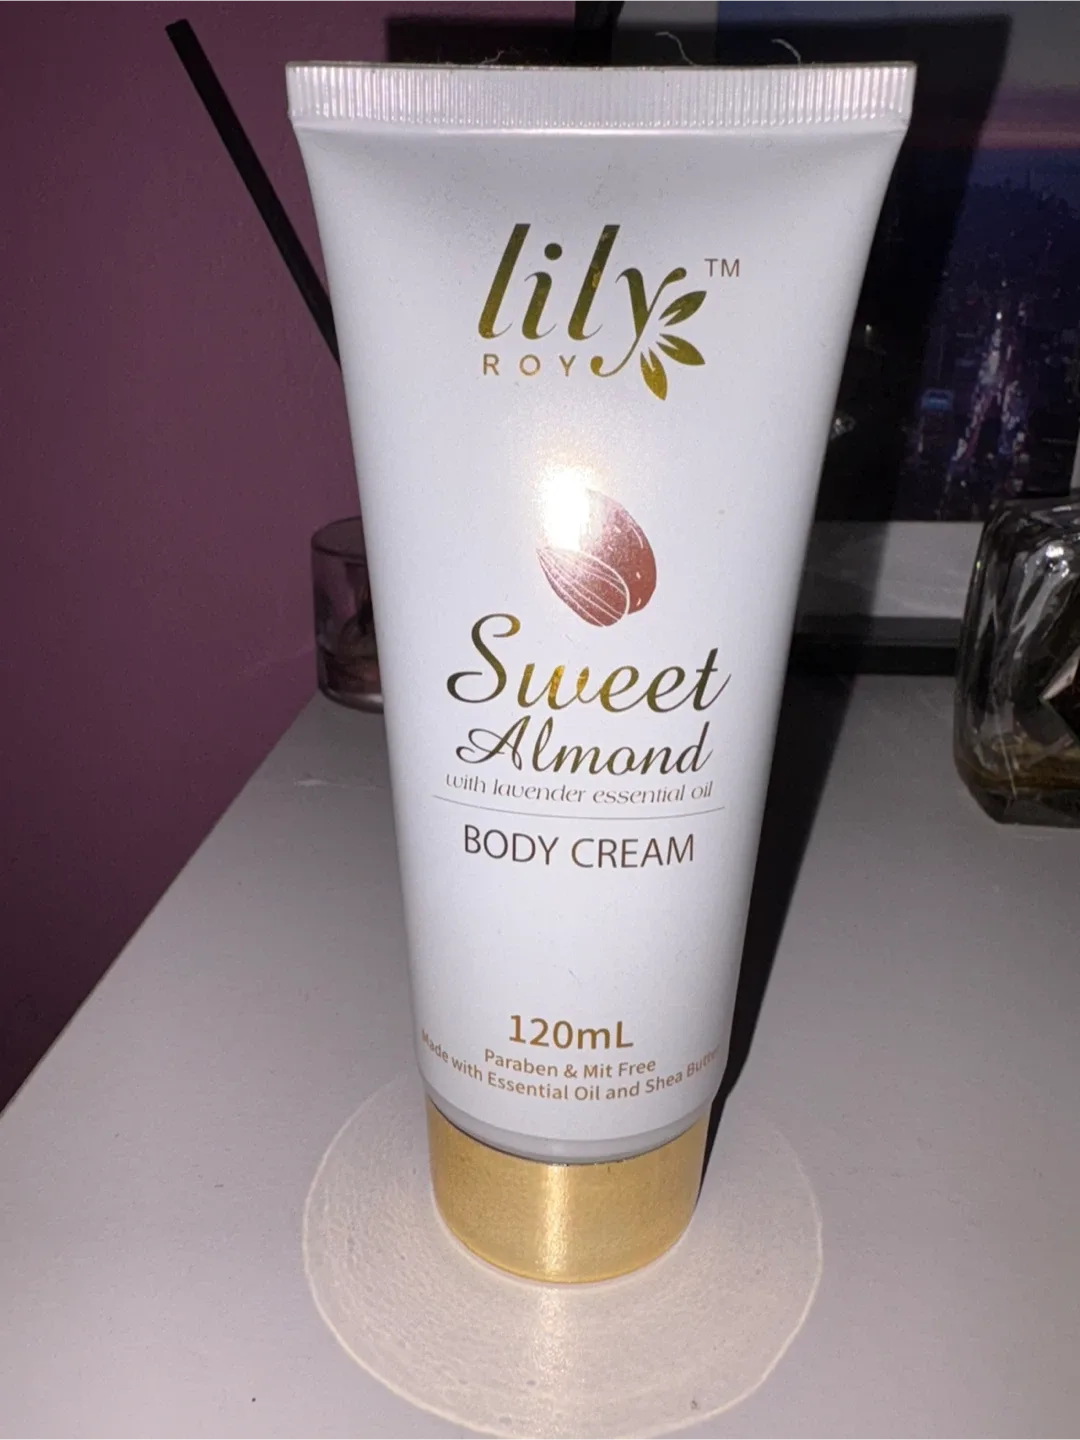 lily™
ROY
Sweet
Almond
with lavender essential oil
BODY CREAM
120mL
Paraben & Mit Free
Made with Essential Oil and Shea Butter